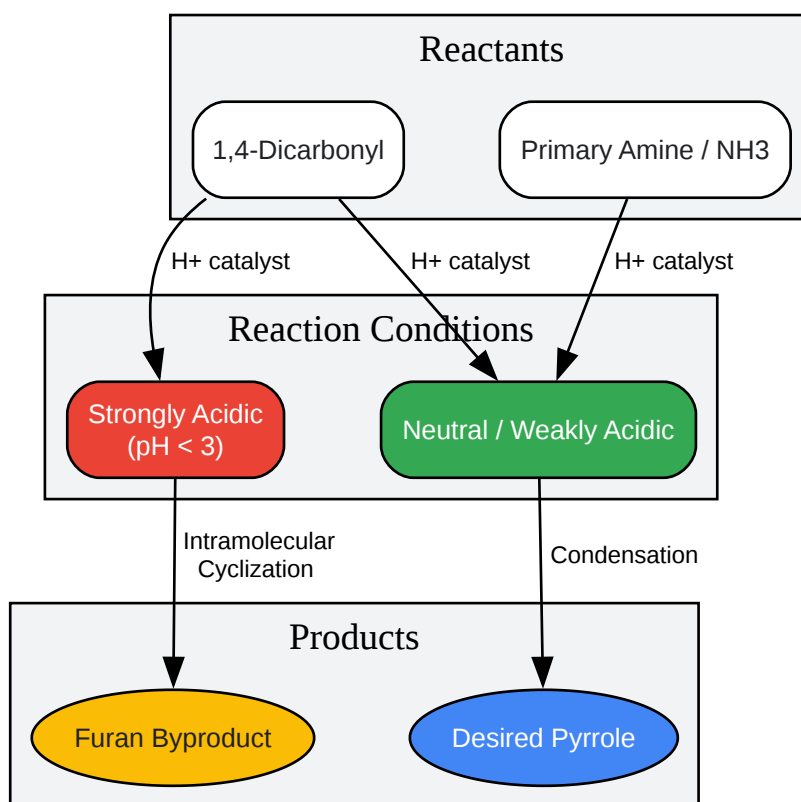 Reactants
1,4-Dicarbonyl
Primary Amine / NH3
H+ catalyst
H+ catalyst
H+ catalyst
Reaction Conditions
Strongly Acidic
(pH < 3)
Neutral / Weakly Acidic
Intramolecular
Cyclization
Condensation
Products
Furan Byproduct
Desired Pyrrole